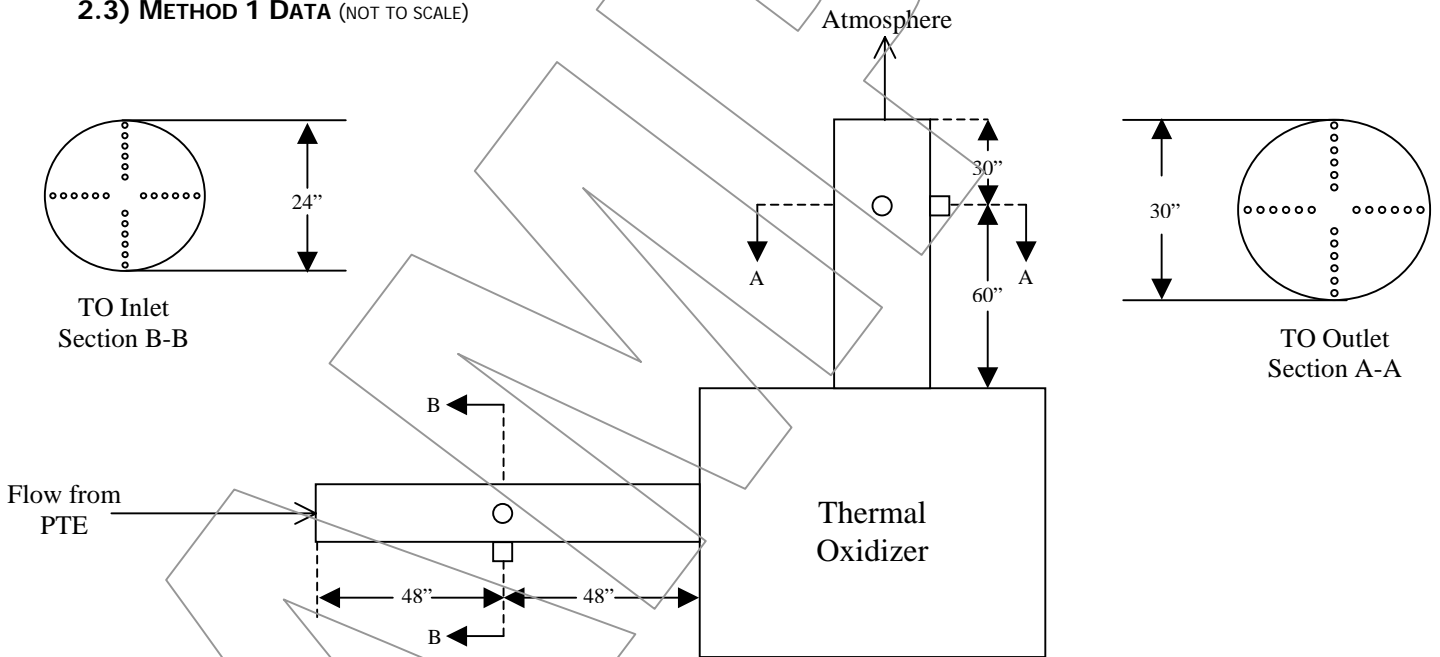 2.3) METHOD 1 DATA (NOT TO SCALE)
Atmosphere
30”
24”
30”
A
A
60”
TO Inlet
Section B-B
TO Outlet
Section A-A
B
Flow from
PTE
Thermal
Oxidizer
48”
48”
B